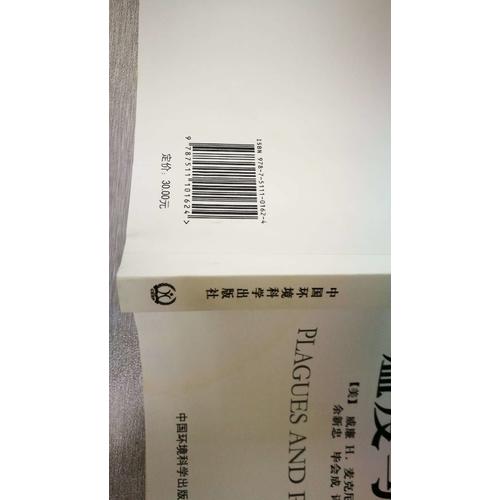 ISBN 978-7-5111-0162-4
9 787511 101624 >
定价：30.00元
中国环境科学出版社
PLAGUES AND
【美】威廉 H. 麦克尼
余新忠 毕会成
中国环境科学出版